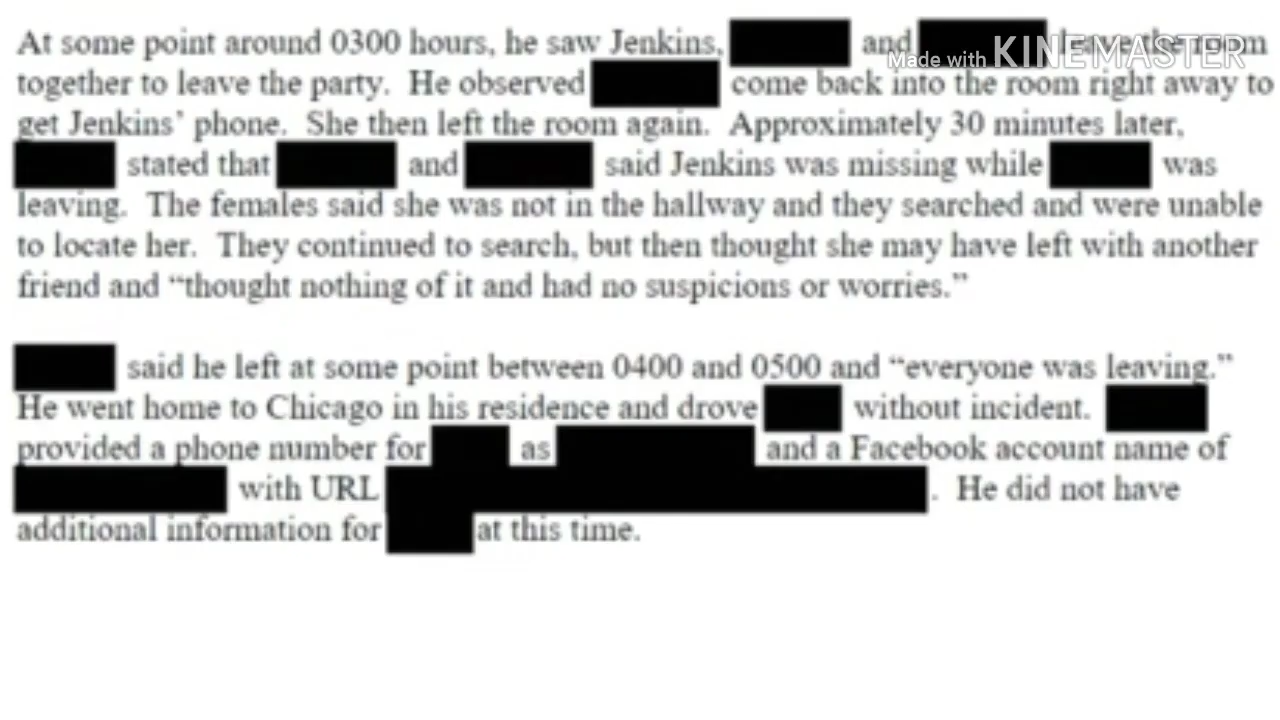 At some point around 0300 hours, he saw Jenkins, and leave the room
Made with KINEMASTER
together to leave the party. He observed come back into the room right away to
get Jenkins' phone. She then left the room again. Approximately 30 minutes later,
stated that and said Jenkins was missing while was
leaving. The females said she was not in the hallway and they searched and were unable
to locate her. They continued to search, but then thought she may have left with another
friend and “thought nothing of it and had no suspicions or worries.”
said he left at some point between 0400 and 0500 and “everyone was leaving.”
He went home to Chicago in his residence and drove without incident.
provided a phone number for as and a Facebook account name of
with URL . He did not have
additional information for at this time.